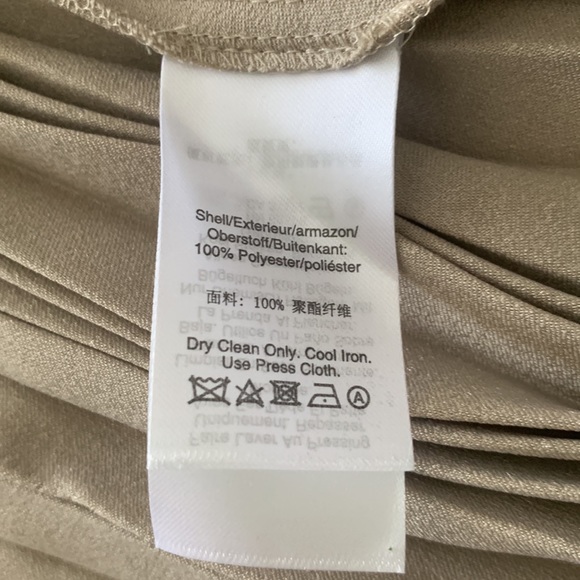 Shell/Exterieur/armazon/
Oberstoff/Buitenkant:
100% Polyester/poliéster
面料: 100% 聚酯纤维
Dry Clean Only. Cool Iron.
Use Press Cloth.
A